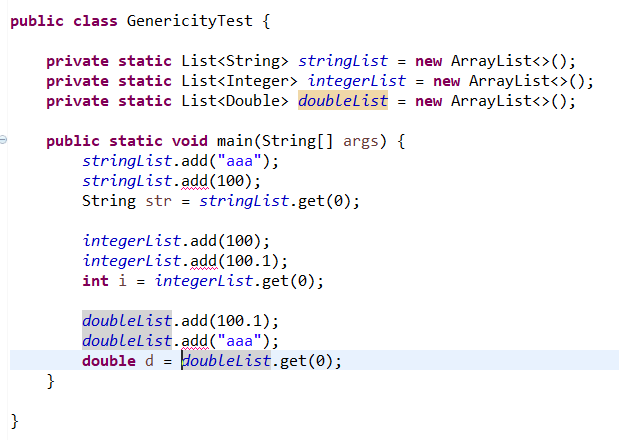 public class GenericityTest {
private static List<String> stringList = new ArrayList<>();
private static List<Integer> integerList = new ArrayList<>();
private static List<Double> doubleList = new ArrayList<>();
public static void main(String[] args) {
stringList.add("aaa");
stringList.add(100);
String str = stringList.get(0);
integerList.add(100);
integerList.add(100.1);
int i = integerList.get(0);
doubleList.add(100.1);
doubleList.add("aaa");
double d = doubleList.get(0);
}
}